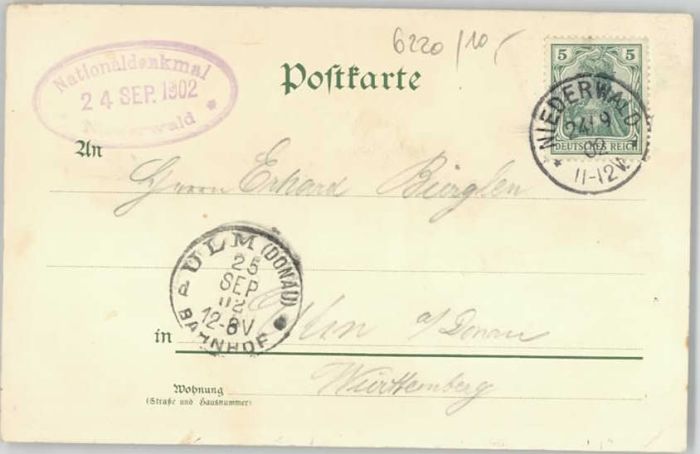 6220/10,
Nationaldenkmal
24 SEP. 1902
Niederwald
Postkarte
5 5
DEUTSCHES REICH
NIEDERWALD
24/9
02
11-12V.
An
Herrn Erhard
ULM (DONAU)
25
SEP
02
12-8V
BAHNHOF
in Ulm a/Donau
Württemberg
Wohnung
(Straße und Hausnummer)